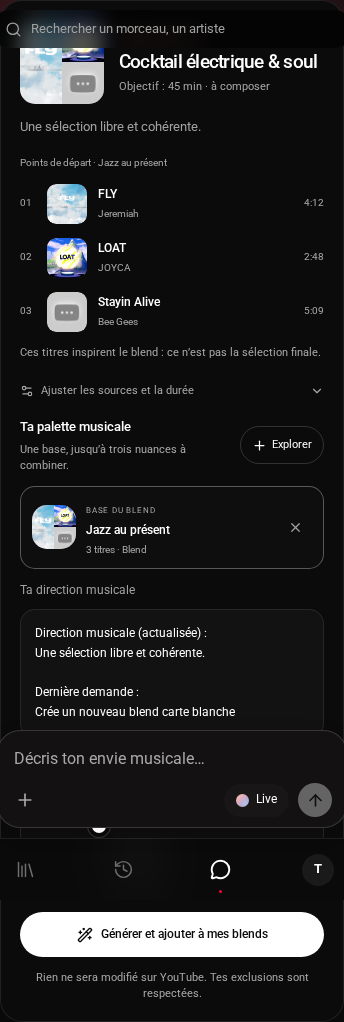 Rechercher un morceau, un artiste
Cocktail électrique & soul
Objectif : 45 min · à composer
Une sélection libre et cohérente.
Points de départ · Jazz au présent
01
FLY
FLY
Jeremiah
4:12
02
LOAT
LOAT
JOYCA
2:48
03
Stayin Alive
Bee Gees
5:09
Ces titres inspirent le blend : ce n’est pas la sélection finale.
Ajuster les sources et la durée
Ta palette musicale
Une base, jusqu’à trois nuances à
combiner.
Explorer
FLY
LOAT
BASE DU BLEND
Jazz au présent
3 titres · Blend
Ta direction musicale
Direction musicale (actualisée) :
Une sélection libre et cohérente.
Dernière demande :
Crée un nouveau blend carte blanche
Décris ton envie musicale…
Live
T
Générer et ajouter à mes blends
Rien ne sera modifié sur YouTube. Tes exclusions sont
respectées.